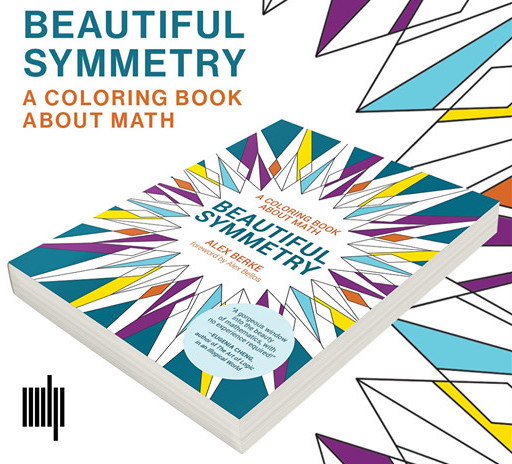 BEAUTIFUL
SYMMETRY
A COLORING BOOK
ABOUT MATH
A COLORING BOOK
ABOUT MATH
BEAUTIFUL
SYMMETRY
ALEX BERKE
foreword by Alex Bellos
"A gorgeous window
into the beauty
of mathematics, with
no experience required!"
—EUGENIA CHENG,
author of The Art of Logic
in an Illogical World